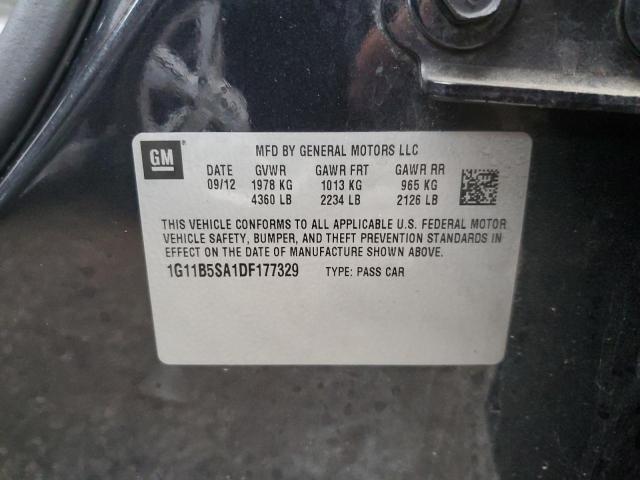 GM
MFD BY GENERAL MOTORS LLC
DATE GVWR GAWR FRT GAWR RR
09/12 1978 KG 1013 KG 965 KG
4360 LB 2234 LB 2126 LB
THIS VEHICLE CONFORMS TO ALL APPLICABLE U.S. FEDERAL MOTOR
VEHICLE SAFETY, BUMPER, AND THEFT PREVENTION STANDARDS IN
EFFECT ON THE DATE OF MANUFACTURE SHOWN ABOVE.
1G11B5SA1DF177329 TYPE: PASS CAR